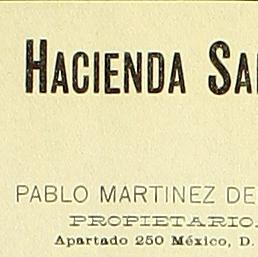 HACIENDA SA
PABLO MARTINEZ DE
PROPIETARIO.
Apartado 250 México, D.